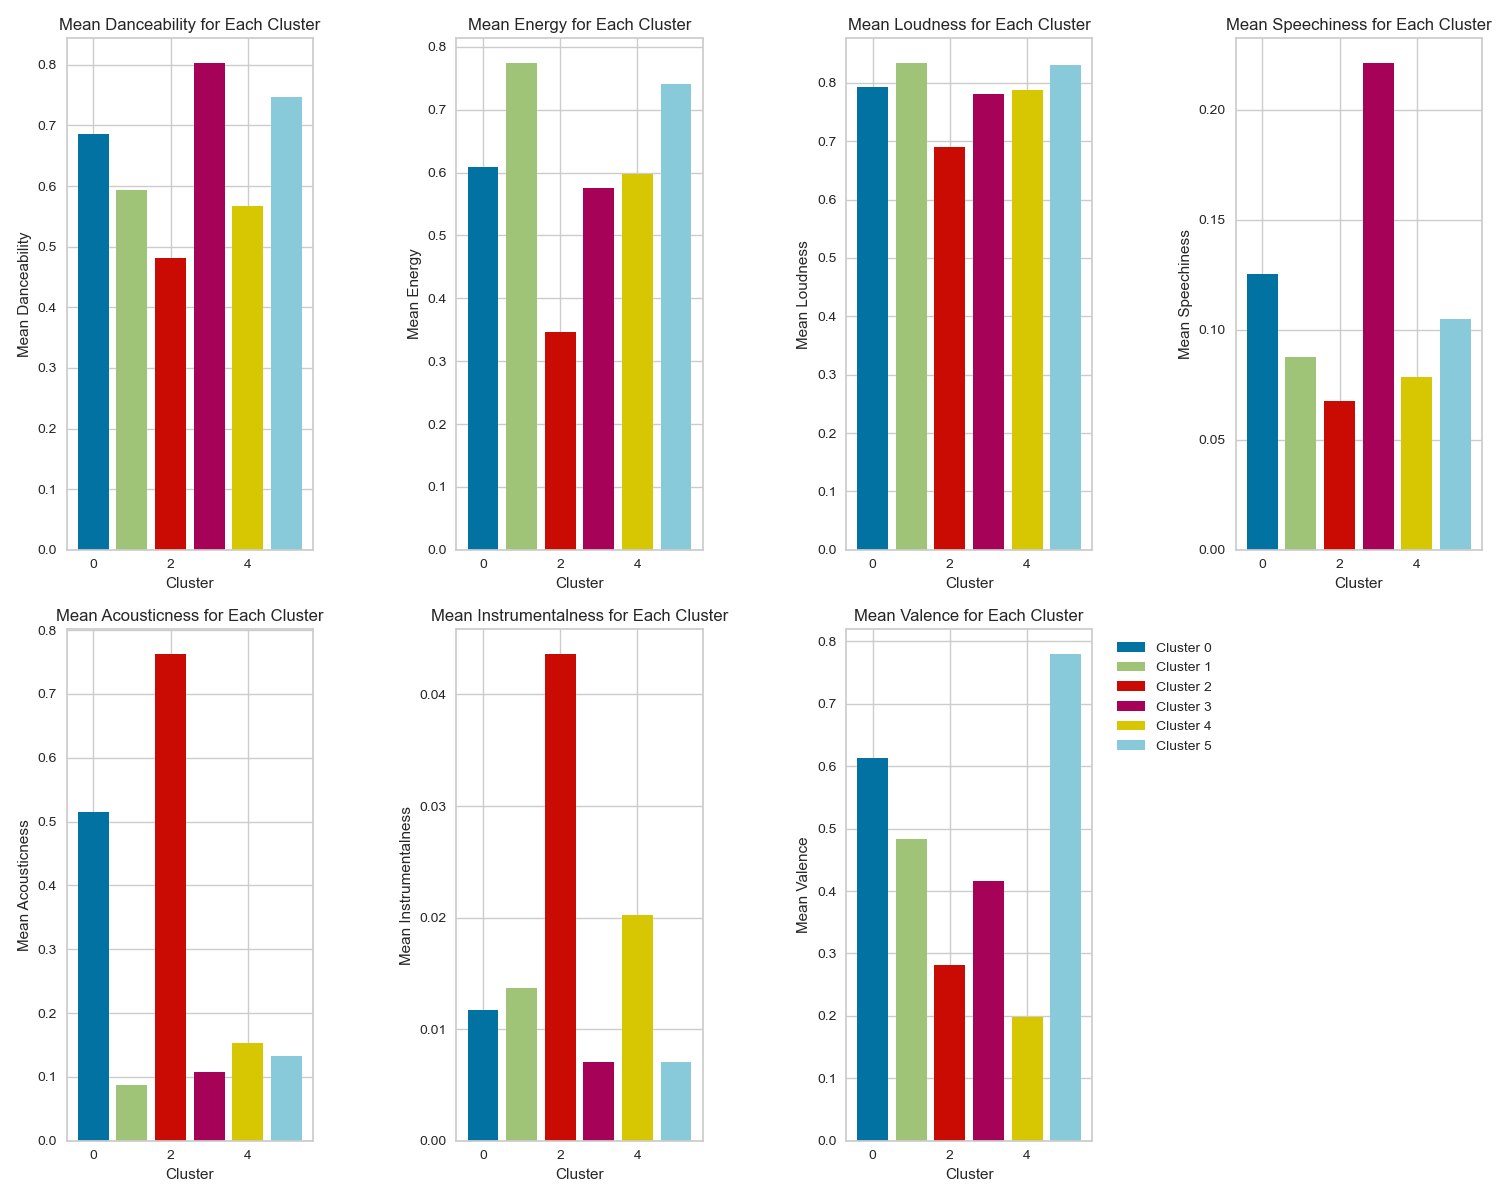 Mean Danceability for Each Cluster
Mean Danceability
0.8
0.7
0.6
0.5
0.4
0.3
0.2
0.1
0.0
0 2 4
Cluster
Mean Energy for Each Cluster
Mean Energy
0.8
0.7
0.6
0.5
0.4
0.3
0.2
0.1
0.0
0 2 4
Cluster
Mean Loudness for Each Cluster
Mean Loudness
0.8
0.7
0.6
0.5
0.4
0.3
0.2
0.1
0.0
0 2 4
Cluster
Mean Speechiness for Each Cluster
Mean Speechiness
0.20
0.15
0.10
0.05
0.00
0 2 4
Cluster
Mean Acousticness for Each Cluster
Mean Acousticness
0.8
0.7
0.6
0.5
0.4
0.3
0.2
0.1
0.0
0 2 4
Cluster
Mean Instrumentalness for Each Cluster
Mean Instrumentalness
0.04
0.03
0.02
0.01
0.00
0 2 4
Cluster
Mean Valence for Each Cluster
Mean Valence
0.8
0.7
0.6
0.5
0.4
0.3
0.2
0.1
0.0
0 2 4
Cluster
Cluster 0
Cluster 1
Cluster 2
Cluster 3
Cluster 4
Cluster 5